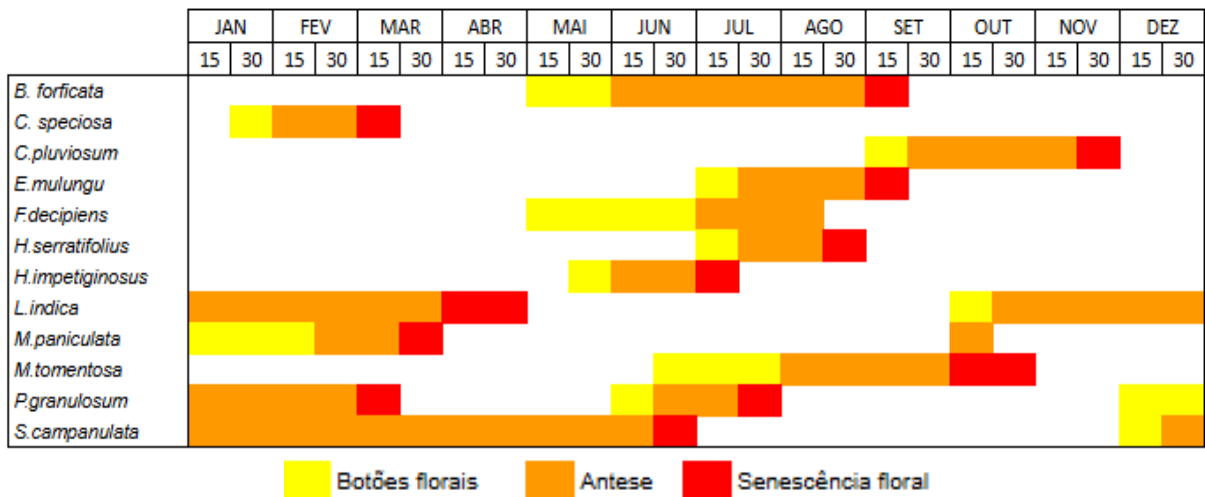 JAN FEV MAR ABR MAI JUN JUL AGO SET OUT NOV DEZ
15 30 15 30 15 30 15 30 15 30 15 30 15 30 15 30 15 30 15 30 15 30 15 30
B. forficata
C. speciosa
C.pluviosum
E.mulungu
F.decipiens
H.serratifolius
H.impetiginosus
L.indica
M.paniculata
M.tomentosa
P.granulosum
S.campanulata
Botões florais Antese Senescência floral